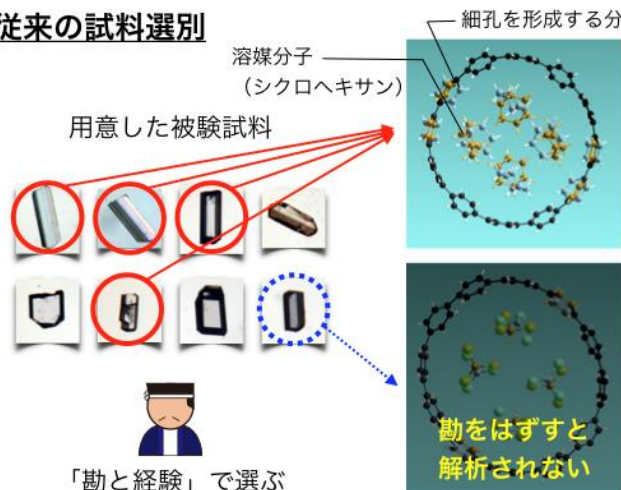 従来の試料選別
細孔を形成する分
溶媒分子
（シクロヘキサン）
用意した被験試料
勘をはずすと
解析されない
「勘と経験」で選ぶ